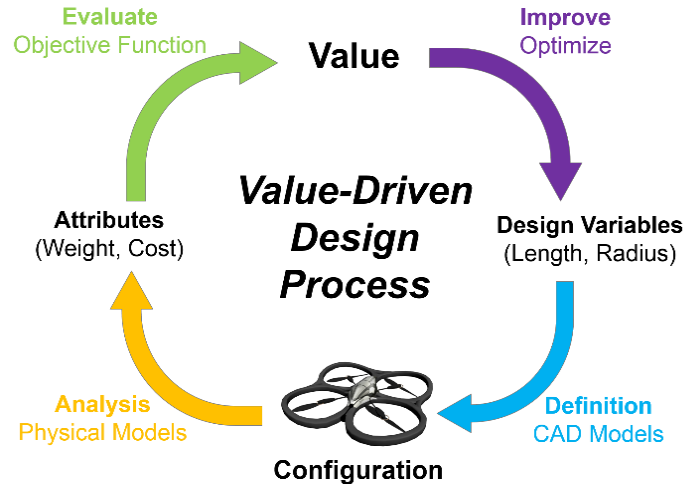 Evaluate
Objective Function
Value
Improve
Optimize
Value-Driven
Design
Process
Attributes
(Weight, Cost)
Design Variables
(Length, Radius)
Analysis
Physical Models
Definition
CAD Models
Configuration